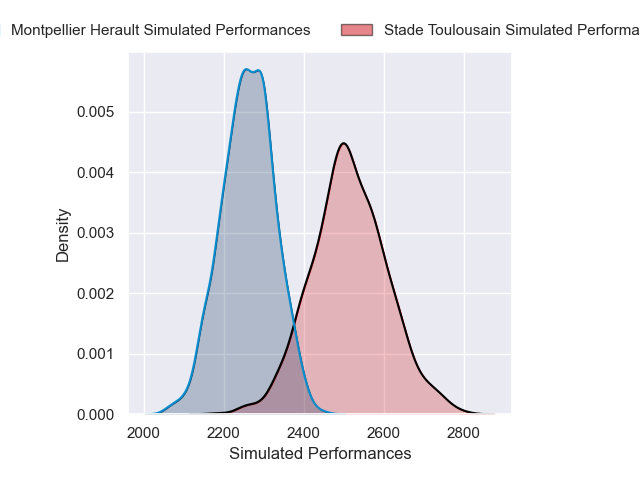 Montpellier Herault Simulated Performances
Stade Toulousain Simulated Performa
0.005
0.004
0.003
0.002
0.001
0.000
Density
2000 2200 2400 2600 2800
Simulated Performances